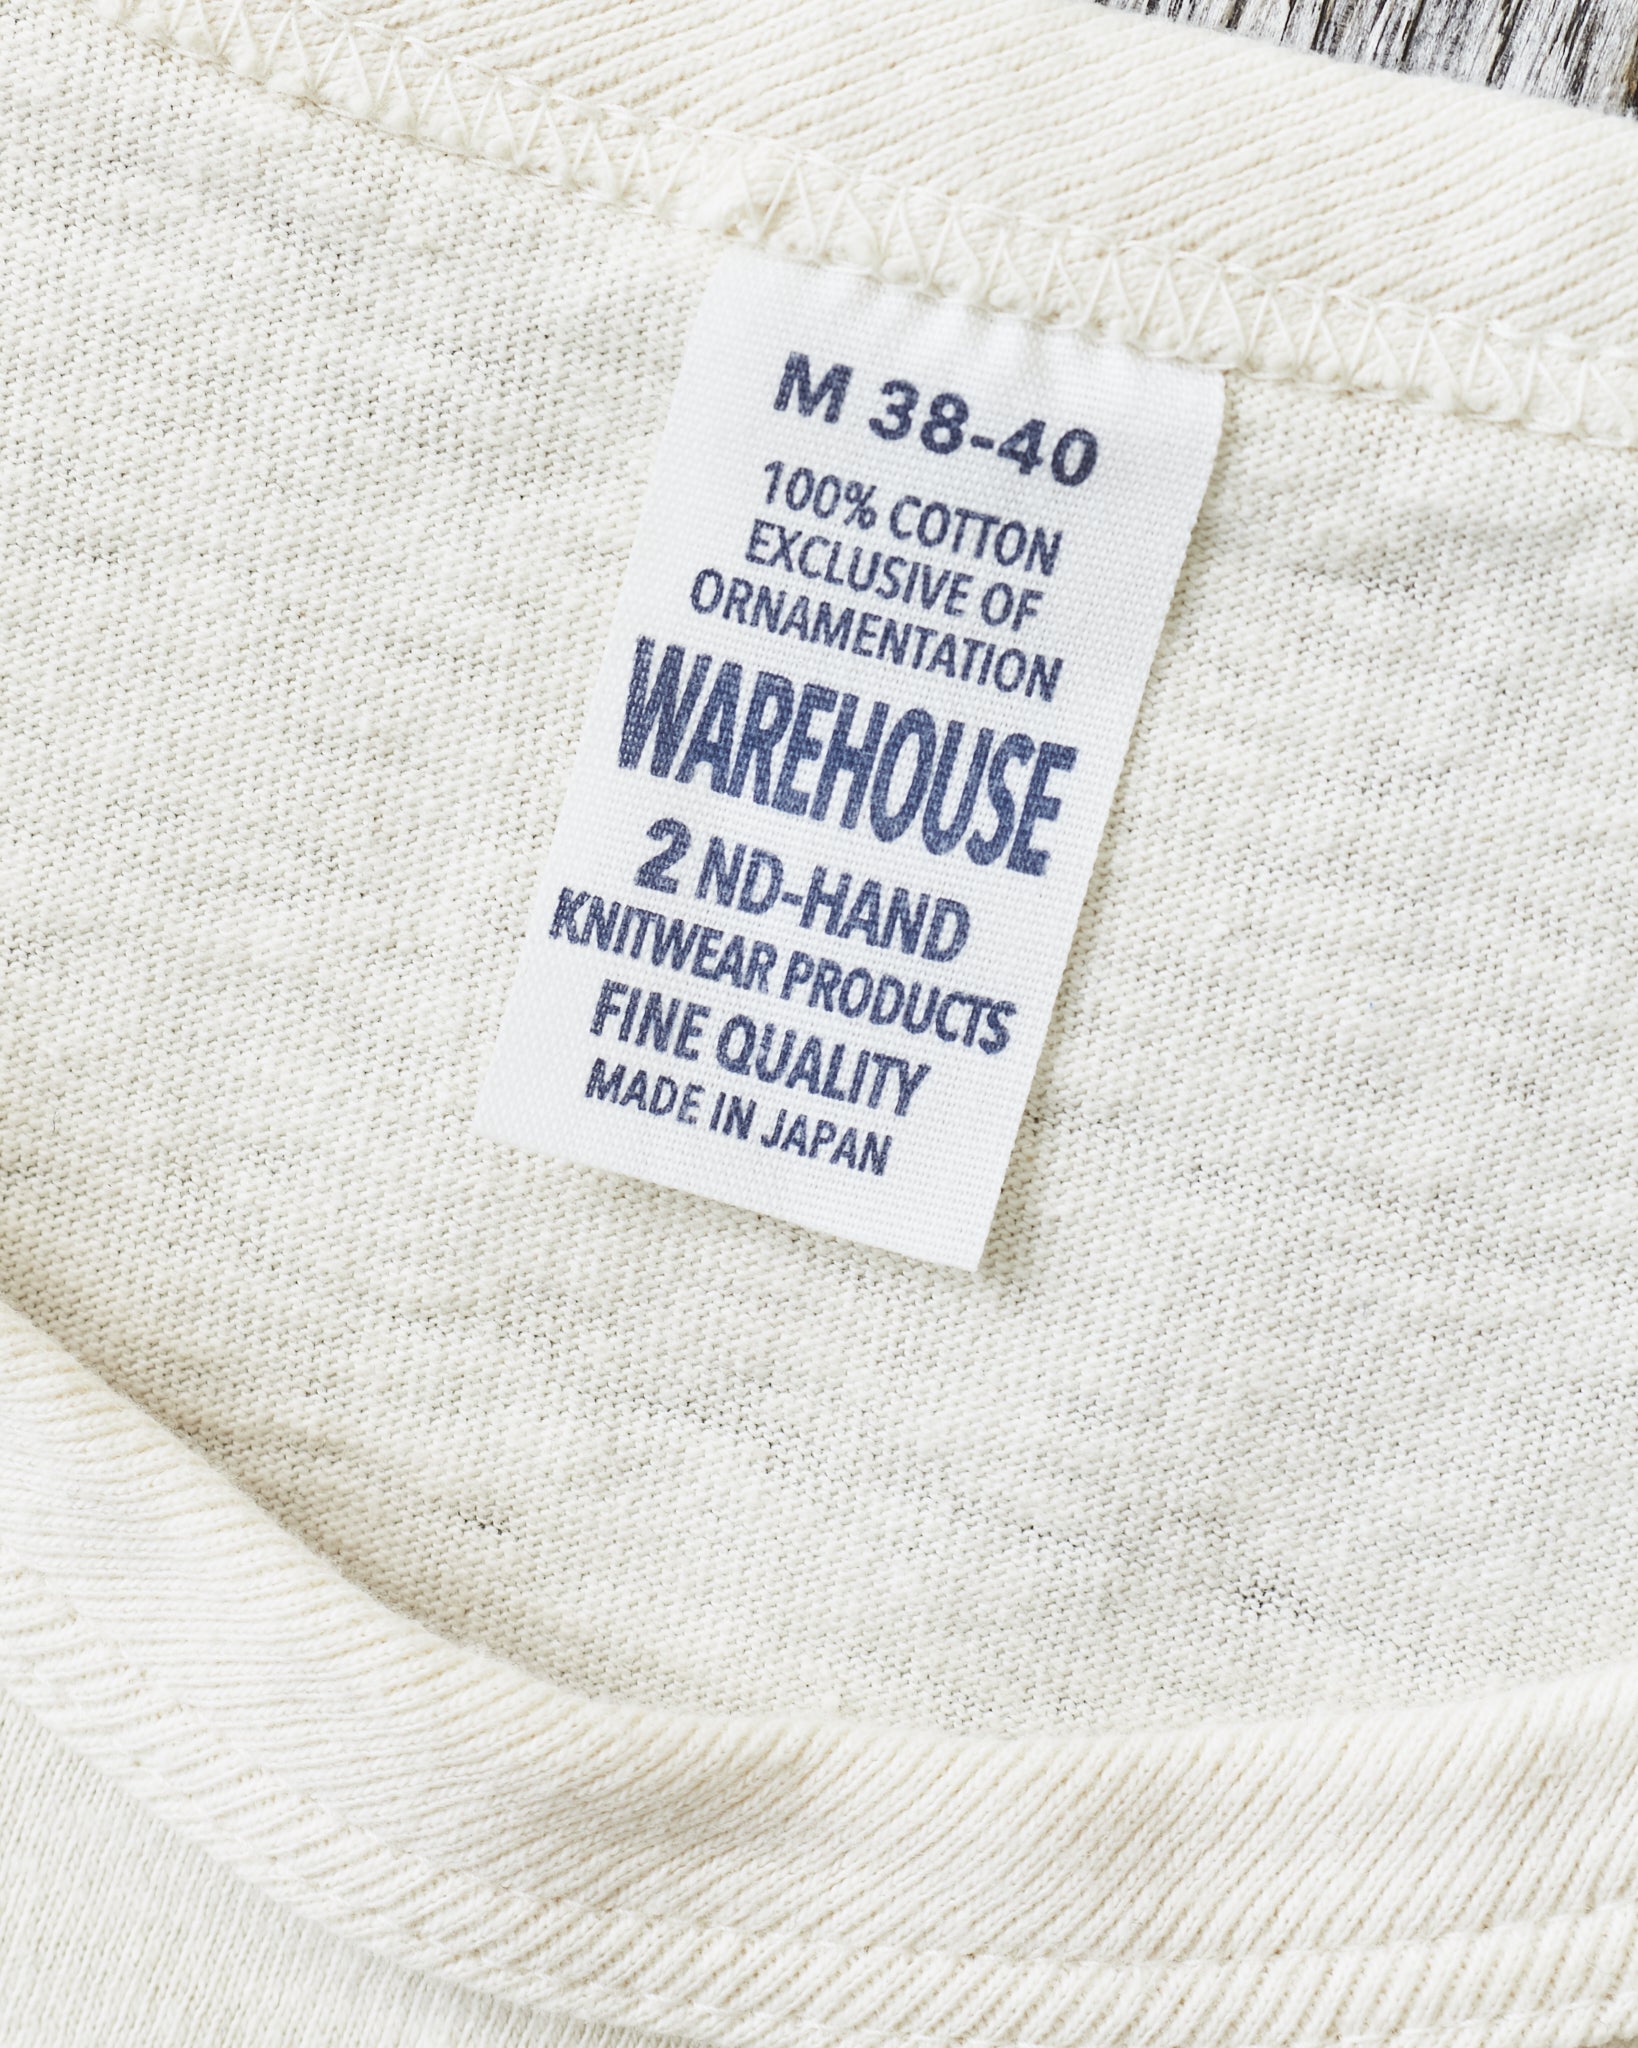 M 38-40
100% COTTON
EXCLUSIVE OF
ORNAMENTATION
WAREHOUSE
2 ND-HAND
KNITWEAR PRODUCTS
FINE QUALITY
MADE IN JAPAN